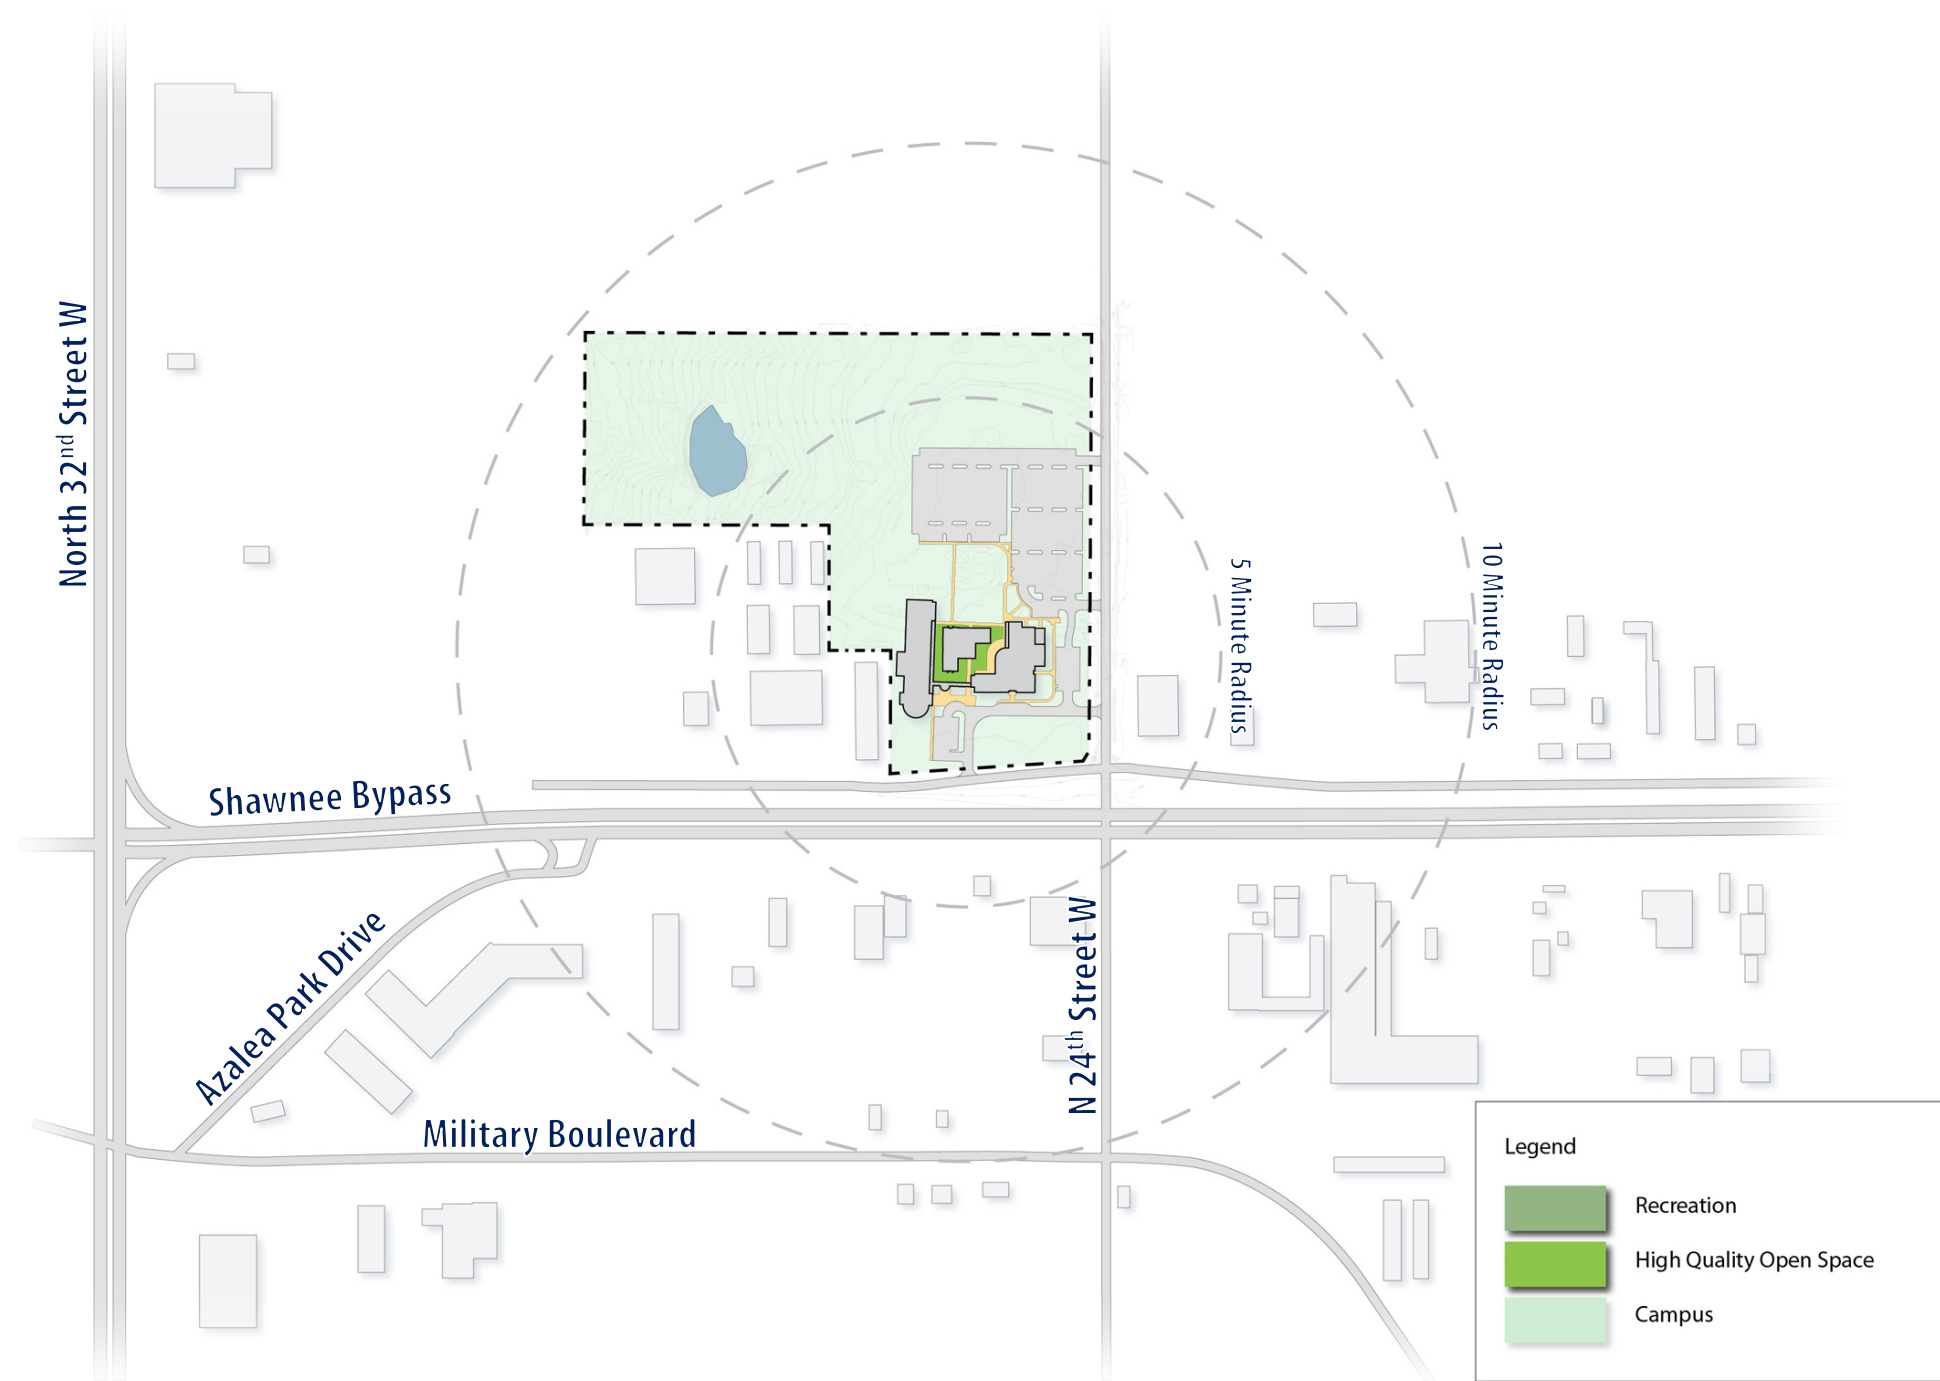 North 32nd Street W
5 Minute Radius
10 Minute Radius
Shawnee Bypass
Azalea Park Drive
N 24th Street W
Military Boulevard
Legend
Recreation
High Quality Open Space
Campus